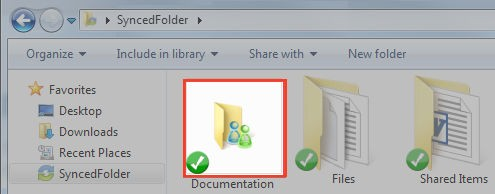 SyncedFolder
Organize Include in library Share with New folder
Favorites
Desktop
Downloads
Recent Places
SyncedFolder
Documentation Files Shared Items